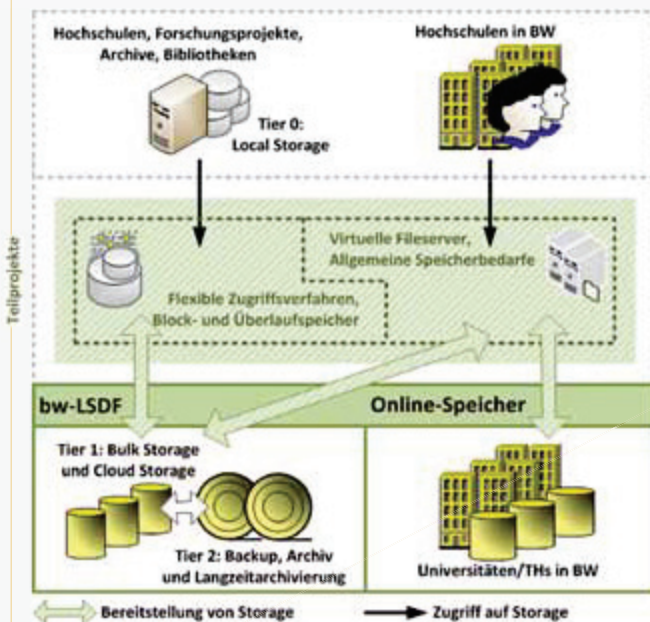 Hochschulen, Forschungsprojekte,
Archive, Bibliotheken
Tier 0:
Local Storage
Hochschulen in BW
Teilprojekte
Virtuelle Fileserver,
Allgemeine Speicherbedarfe
Flexible Zugriffsverfahren,
Block- und Überlaufspeicher
bw-LSDF
Online-Speicher
Tier 1: Bulk Storage
und Cloud Storage
Tier 2: Backup, Archiv
und Langzeitarchivierung
Universitäten/THs in BW
Bereitstellung von Storage
Zugriff auf Storage